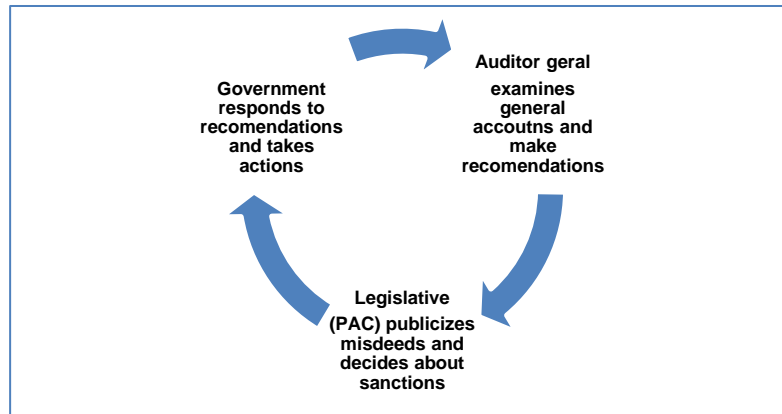 Auditor geral
examines
general
accoutns and
make
recomendations
Legislative
(PAC) publicizes
misdeeds and
decides about
sanctions
Government
responds to
recomendations
and takes
actions